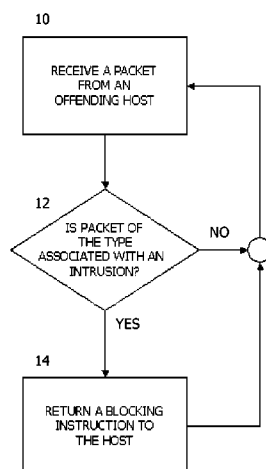 10
RECEIVE A PACKET
FROM AN
OFFENDING HOST
12
IS PACKET OF
THE TYPE
ASSOCIATED WITH AN
INTRUSION?
NO
YES
14
RETURN A BLOCKING
INSTRUCTION TO
THE HOST